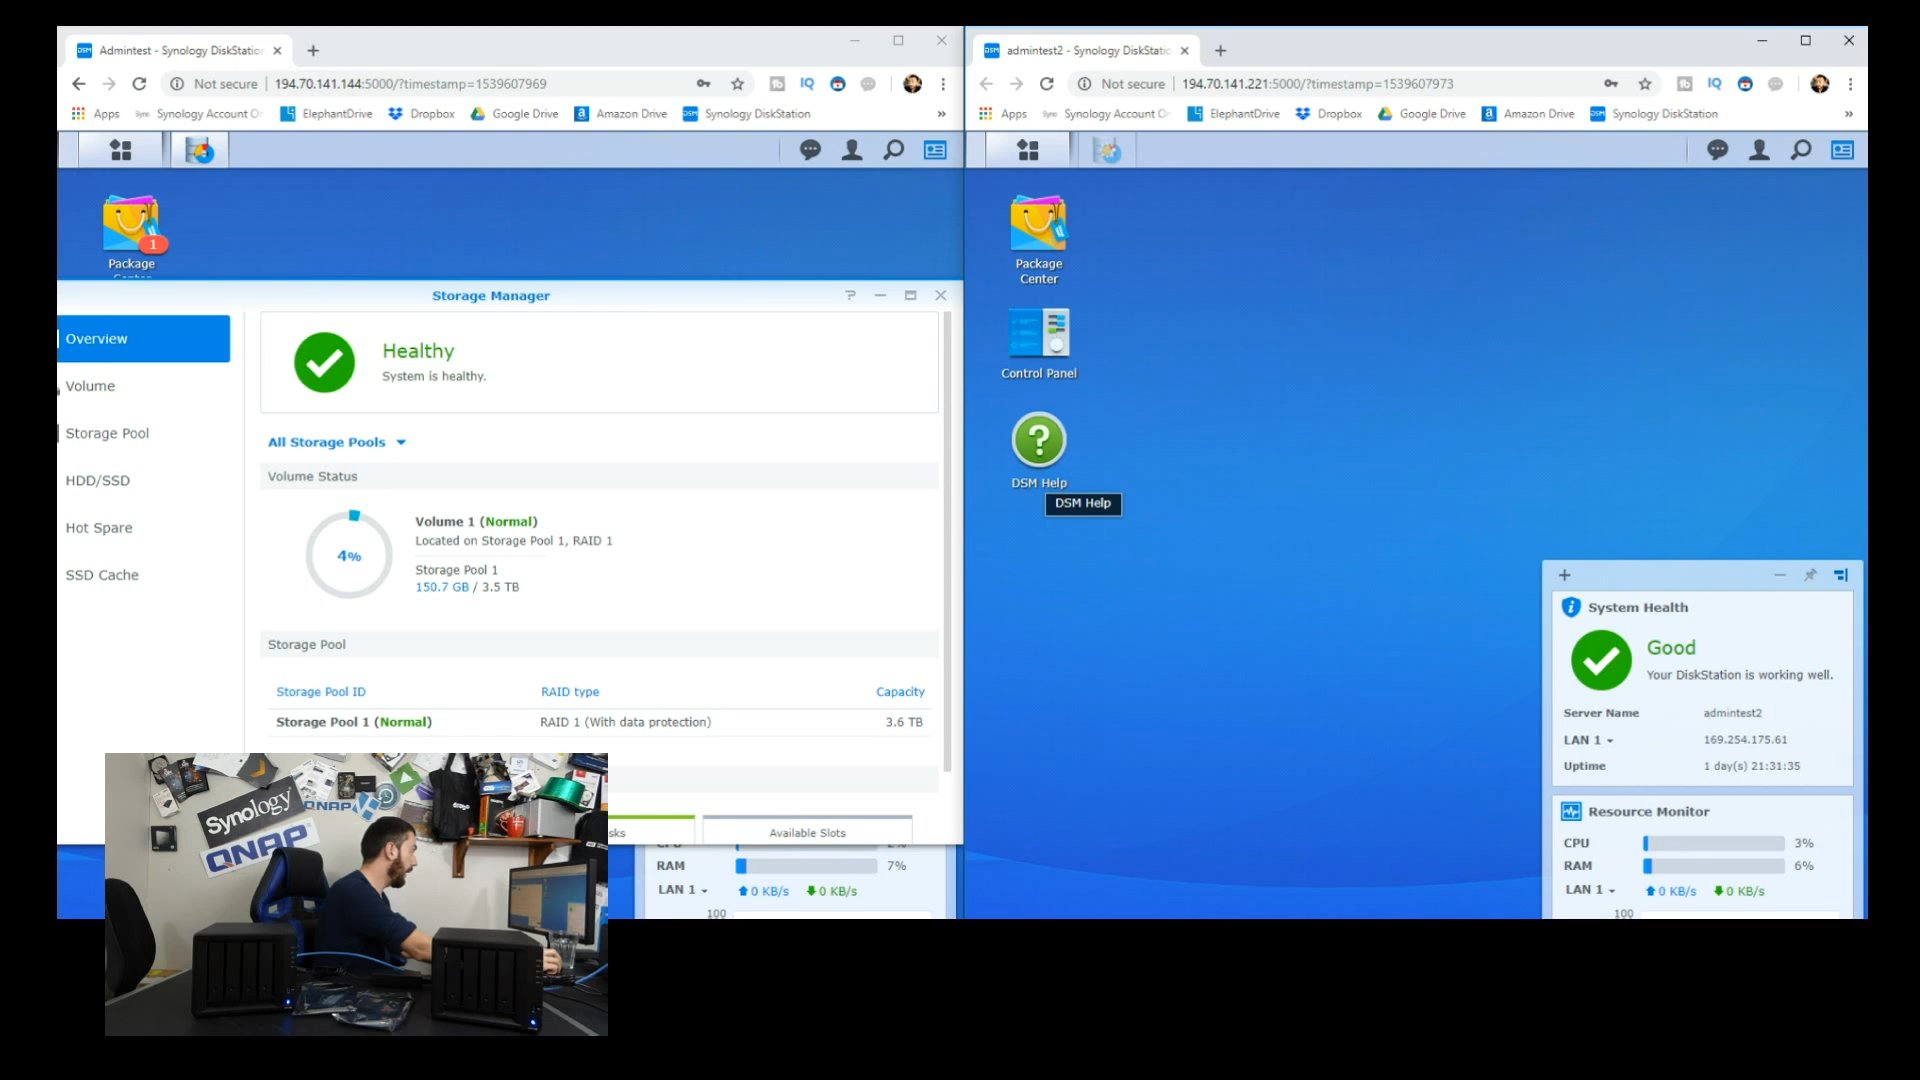 Admintest - Synology DiskStation
Not secure | 194.70.141.144:5000/?timestamp=1539607969
Apps Synology Account ElephantDrive Dropbox Google Drive Amazon Drive Synology DiskStation »
1
Package
Storage Manager
Overview
Volume
Storage Pool
HDD/SSD
Hot Spare
SSD Cache
Healthy
System is healthy.
All Storage Pools
Volume Status
4%
Volume 1 (Normal)
Located on Storage Pool 1, RAID 1
Storage Pool 1
150.7 GB / 3.5 TB
Storage Pool
Storage Pool ID RAID type Capacity
Storage Pool 1 (Normal) RAID 1 (With data protection) 3.6 TB
sks Available Slots
CPU 2%
RAM 7%
LAN 1 0 KB/s 0 KB/s
100
Synology
QNAP
QNAP
admintest2 - Synology DiskStatic
Not secure | 194.70.141.221:5000/?timestamp=1539607973
Apps Synology Account ElephantDrive Dropbox Google Drive Amazon Drive Synology DiskStation »
Package
Center
Control Panel
DSM Help
DSM Help
System Health
Good
Your DiskStation is working well.
Server Name admintest2
LAN 1 169.254.175.61
Uptime 1 day(s) 21:31:35
Resource Monitor
CPU 3%
RAM 6%
LAN 1 0 KB/s 0 KB/s
100